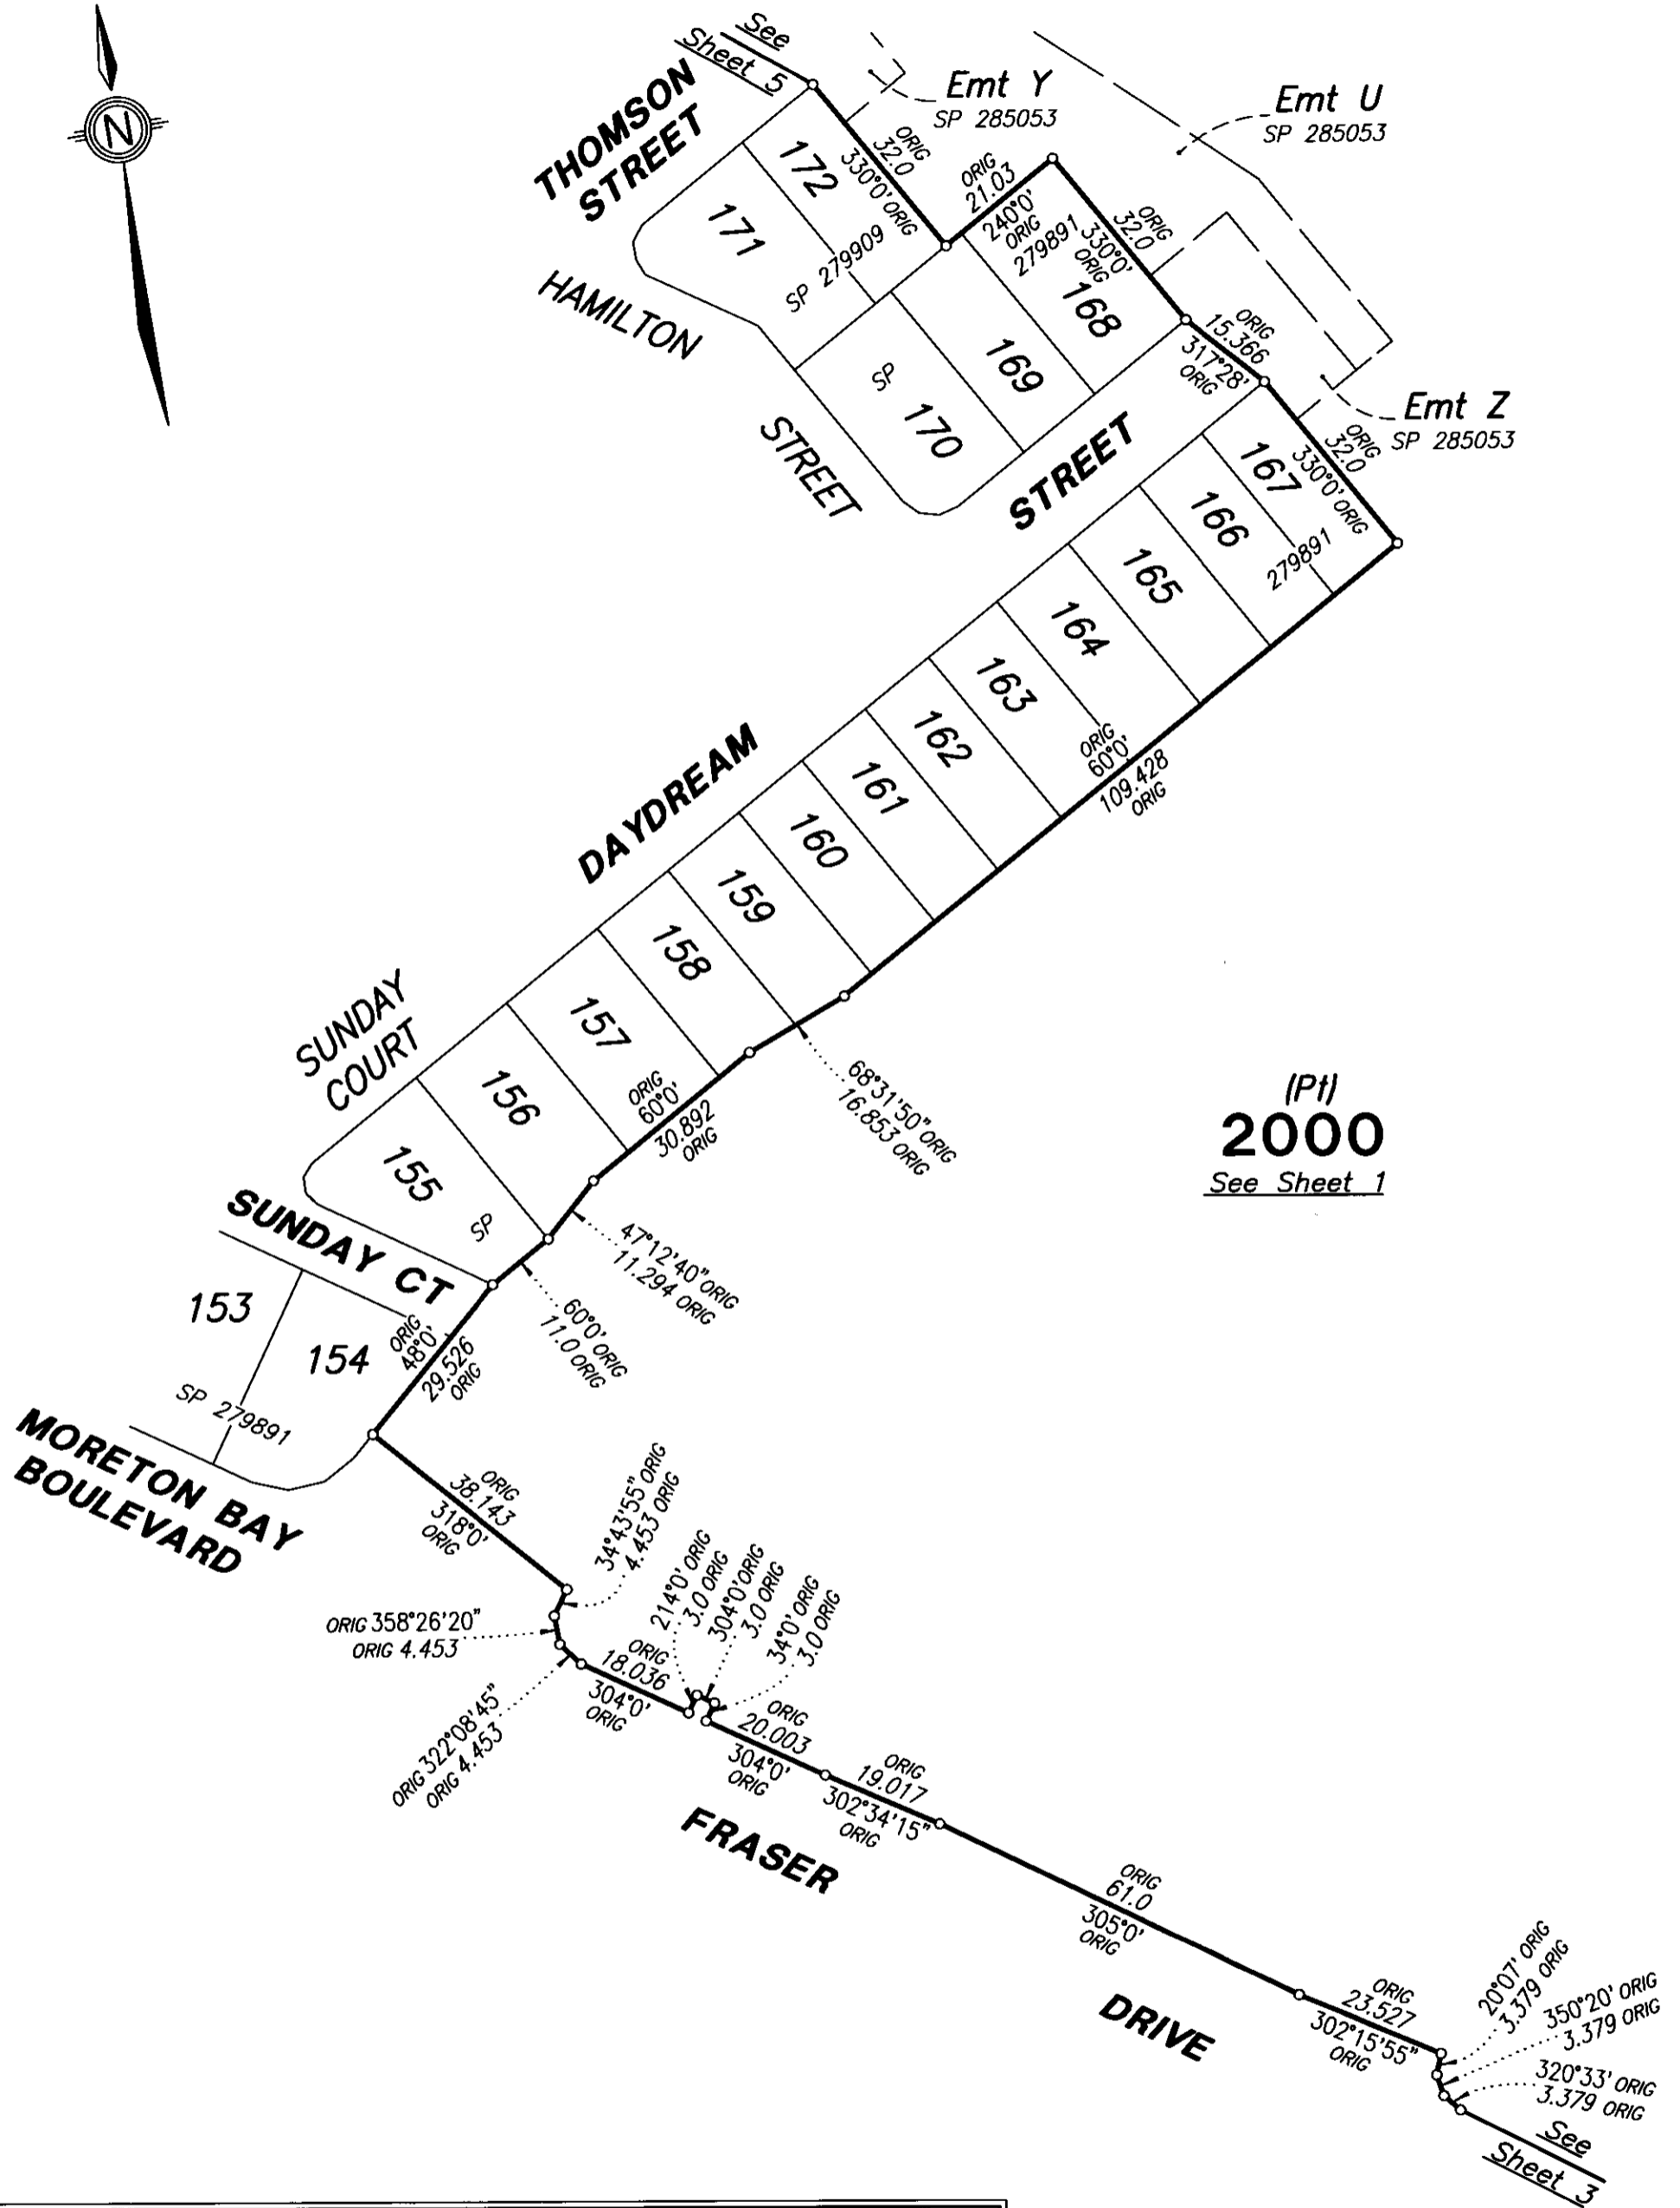 See
Sheet 5
N
THOMSON
STREET
Emt Y
SP 285053
Emt U
SP 285053
172
171
SP 279909
ORIG
32.0
330°0' ORIG
ORIG
21.03
240°0'
ORIG
279891
ORIG
32.0
330°0'
ORIG
168
169
SP
170
HAMILTON
STREET
ORIG
15.366
317°28'
ORIG
Emt Z
SP 285053
ORIG
32.0
330°0' ORIG
STREET
167
166
279891
165
164
163
162
161
160
159
158
157
156
155
SP
DAYDREAM
ORIG
60°0'
109.428
ORIG
SUNDAY
COURT
68°31'50" ORIG
16.853 ORIG
ORIG
60°0'
30.892
ORIG
(Pt)
2000
See Sheet 1
47°12'40" ORIG
11.294 ORIG
60°0' ORIG
11.0 ORIG
SUNDAY CT
153
154
SP 279891
ORIG
48°0'
29.526
ORIG
MORETON BAY
BOULEVARD
ORIG
38.143
318°0'
ORIG
34°43'55" ORIG
4.453 ORIG
ORIG 358°26'20"
ORIG 4.453
ORIG 322°08'45"
ORIG 4.453
ORIG
18.036
304°0'
ORIG
214°0' ORIG
3.0 ORIG
304°0' ORIG
3.0 ORIG
34°0' ORIG
3.0 ORIG
ORIG
20.003
304°0'
ORIG
ORIG
19.017
302°34'15"
ORIG
FRASER
ORIG
61.0
305°0'
ORIG
DRIVE
ORIG
23.527
302°15'55"
ORIG
20°07' ORIG
3.379 ORIG
350°20' ORIG
3.379 ORIG
320°33' ORIG
3.379 ORIG
See
Sheet 3